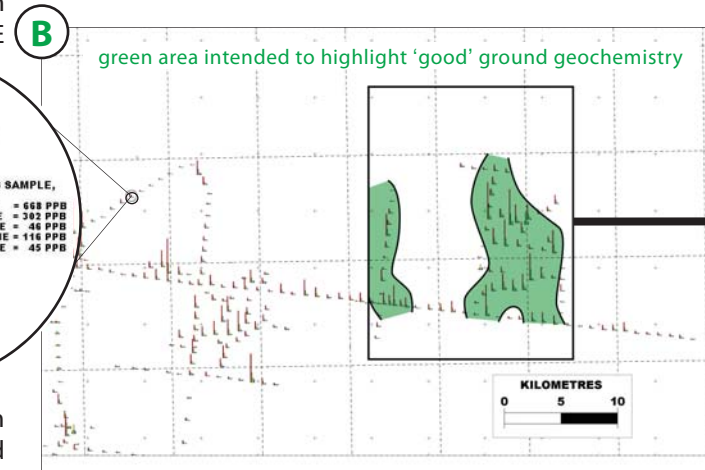 B
green area intended to highlight ‘good’ ground geochemistry
SAMPLE,
= 668 PPB
E = 302 PPB
E = 46 PPB
NE = 116 PPB
E = 45 PPB
KILOMETRES
0 5 10